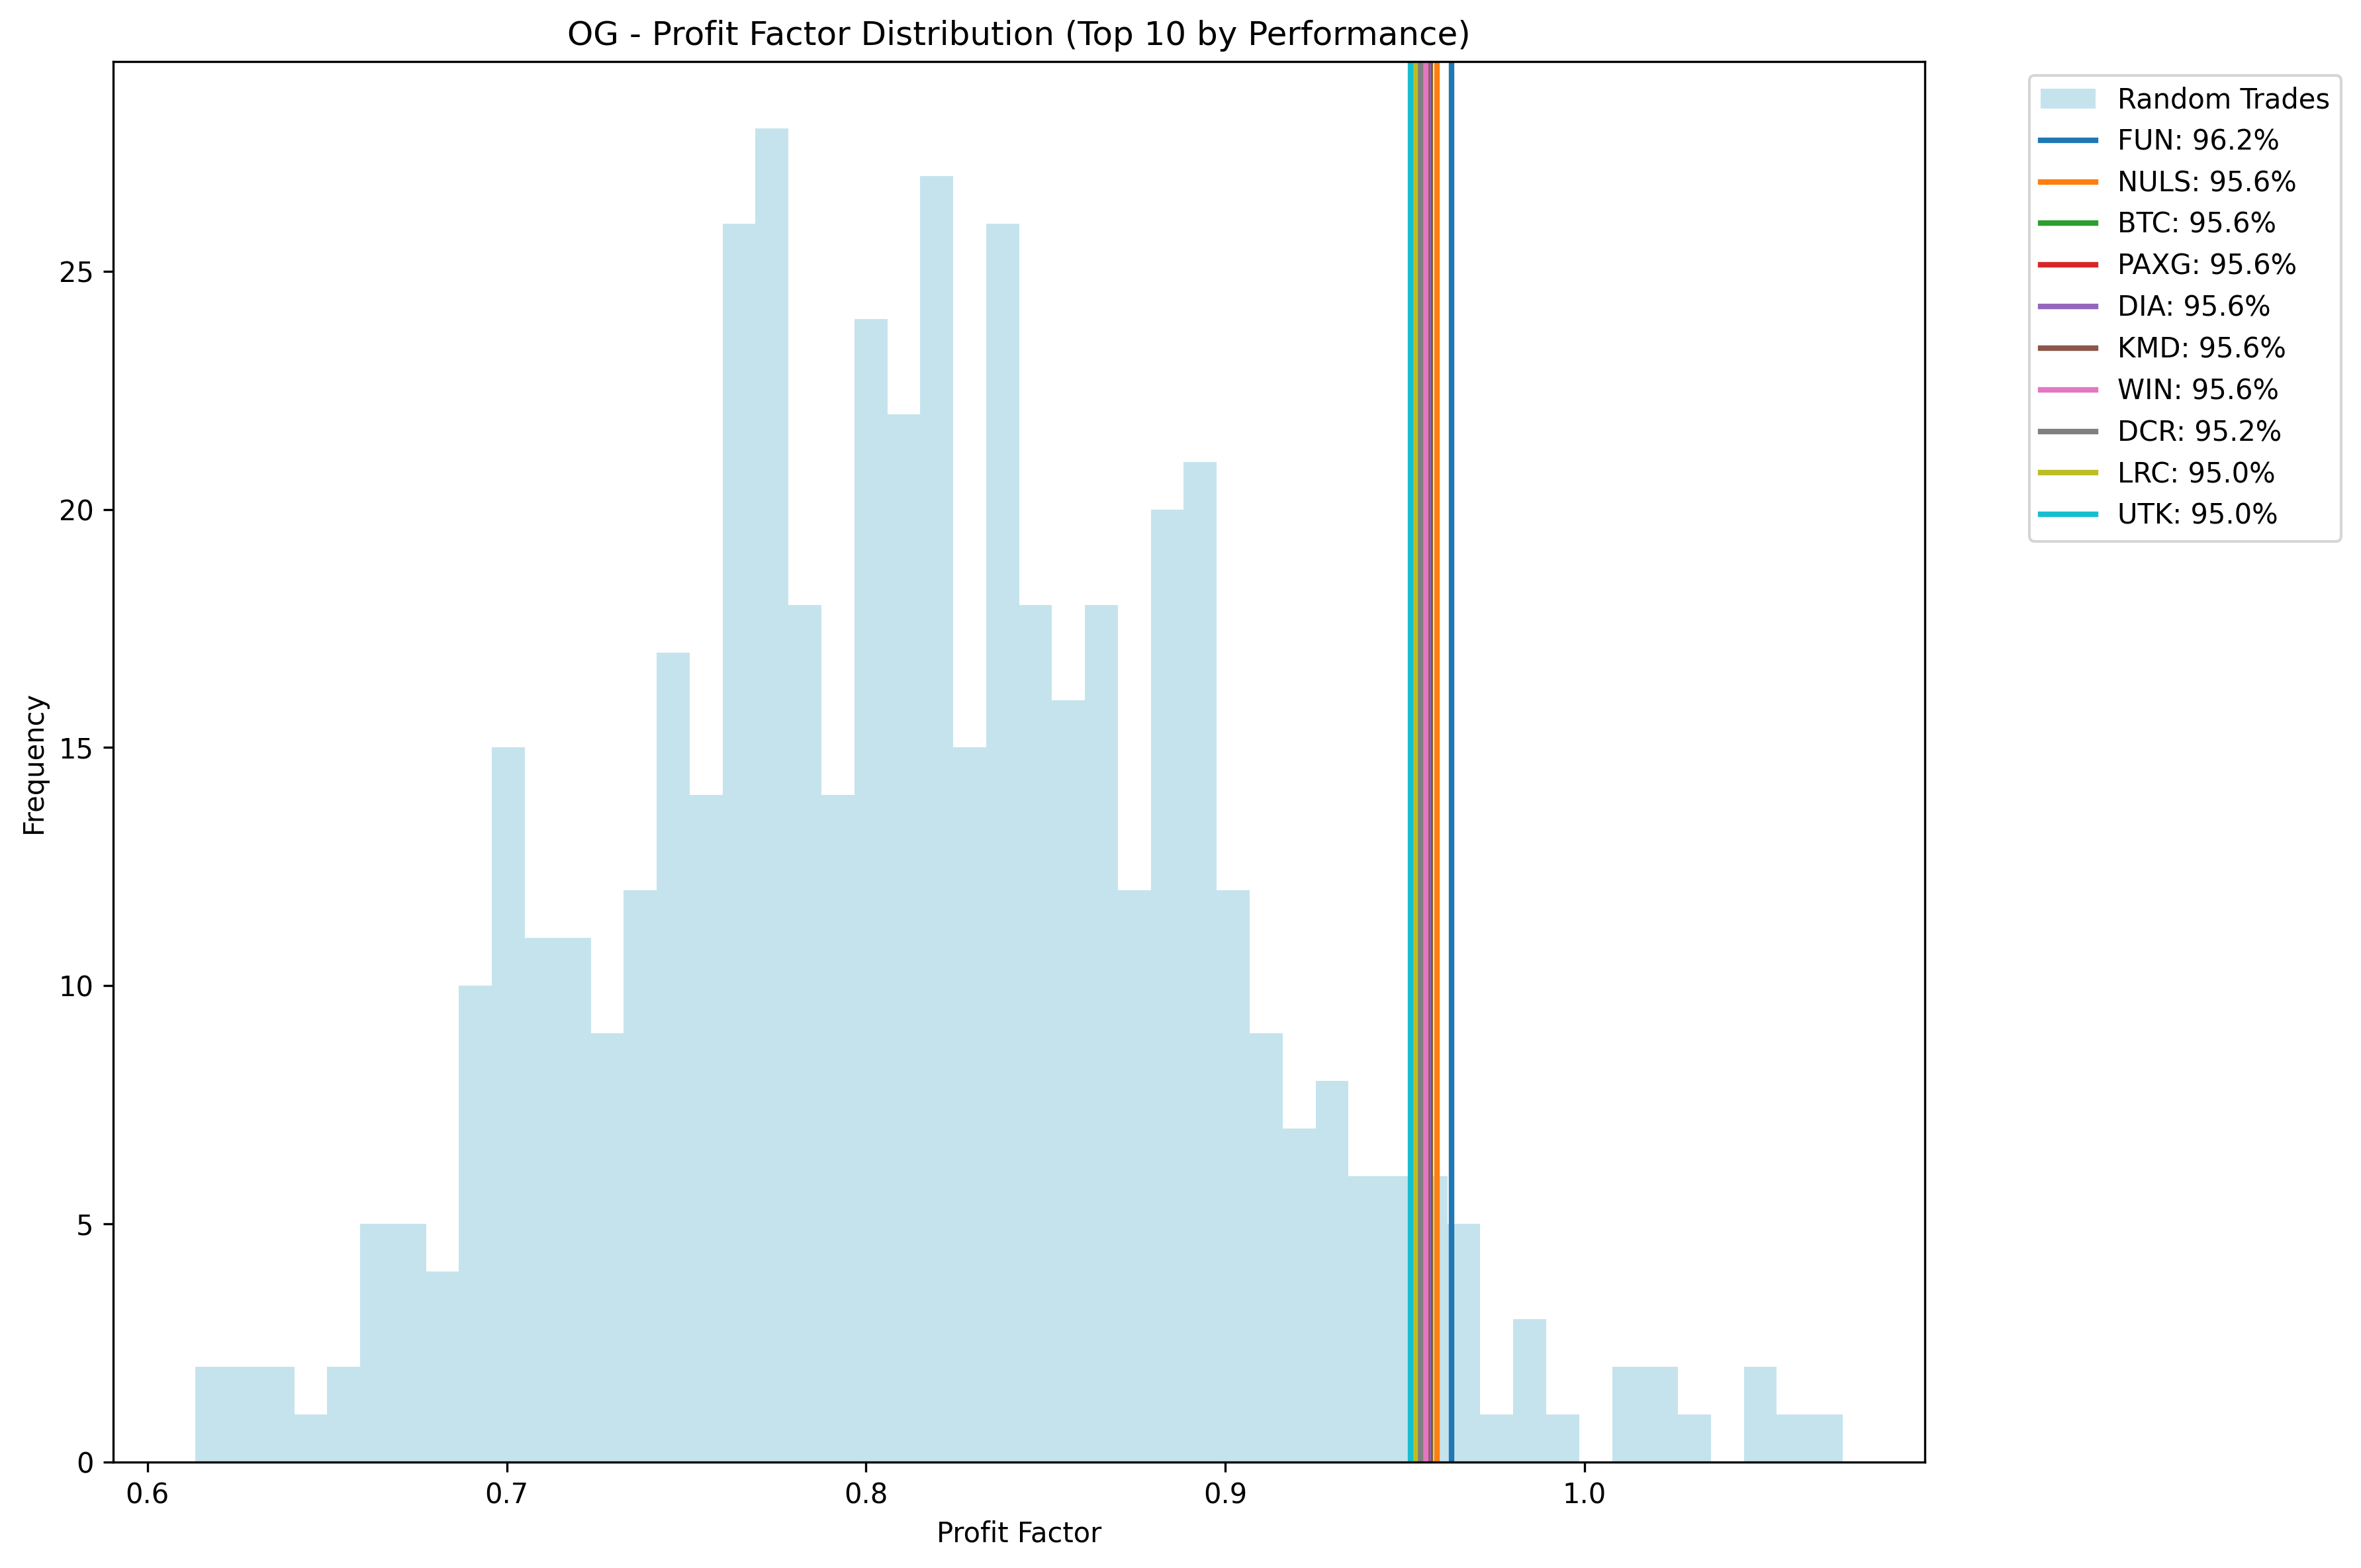 OG - Profit Factor Distribution (Top 10 by Performance)
Random Trades
FUN: 96.2%
NULS: 95.6%
BTC: 95.6%
PAXG: 95.6%
DIA: 95.6%
KMD: 95.6%
WIN: 95.6%
DCR: 95.2%
LRC: 95.0%
UTK: 95.0%
Frequency
25
20
15
10
5
0
0.6
0.7
0.8
0.9
1.0
Profit Factor